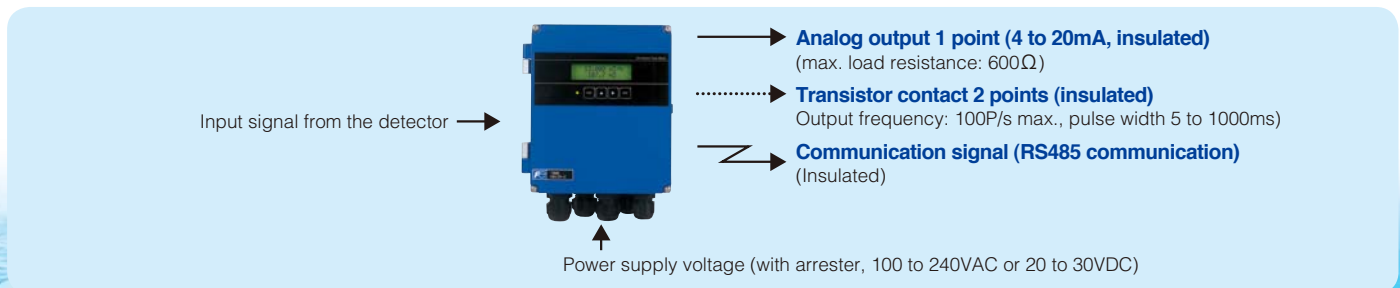 Analog output 1 point (4 to 20mA, insulated)
(max. load resistance: 600Ω)
Transistor contact 2 points (insulated)
Output frequency: 100P/s max., pulse width 5 to 1000ms)
Input signal from the detector
Communication signal (RS485 communication)
(Insulated)
Power supply voltage (with arrester, 100 to 240VAC or 20 to 30VDC)